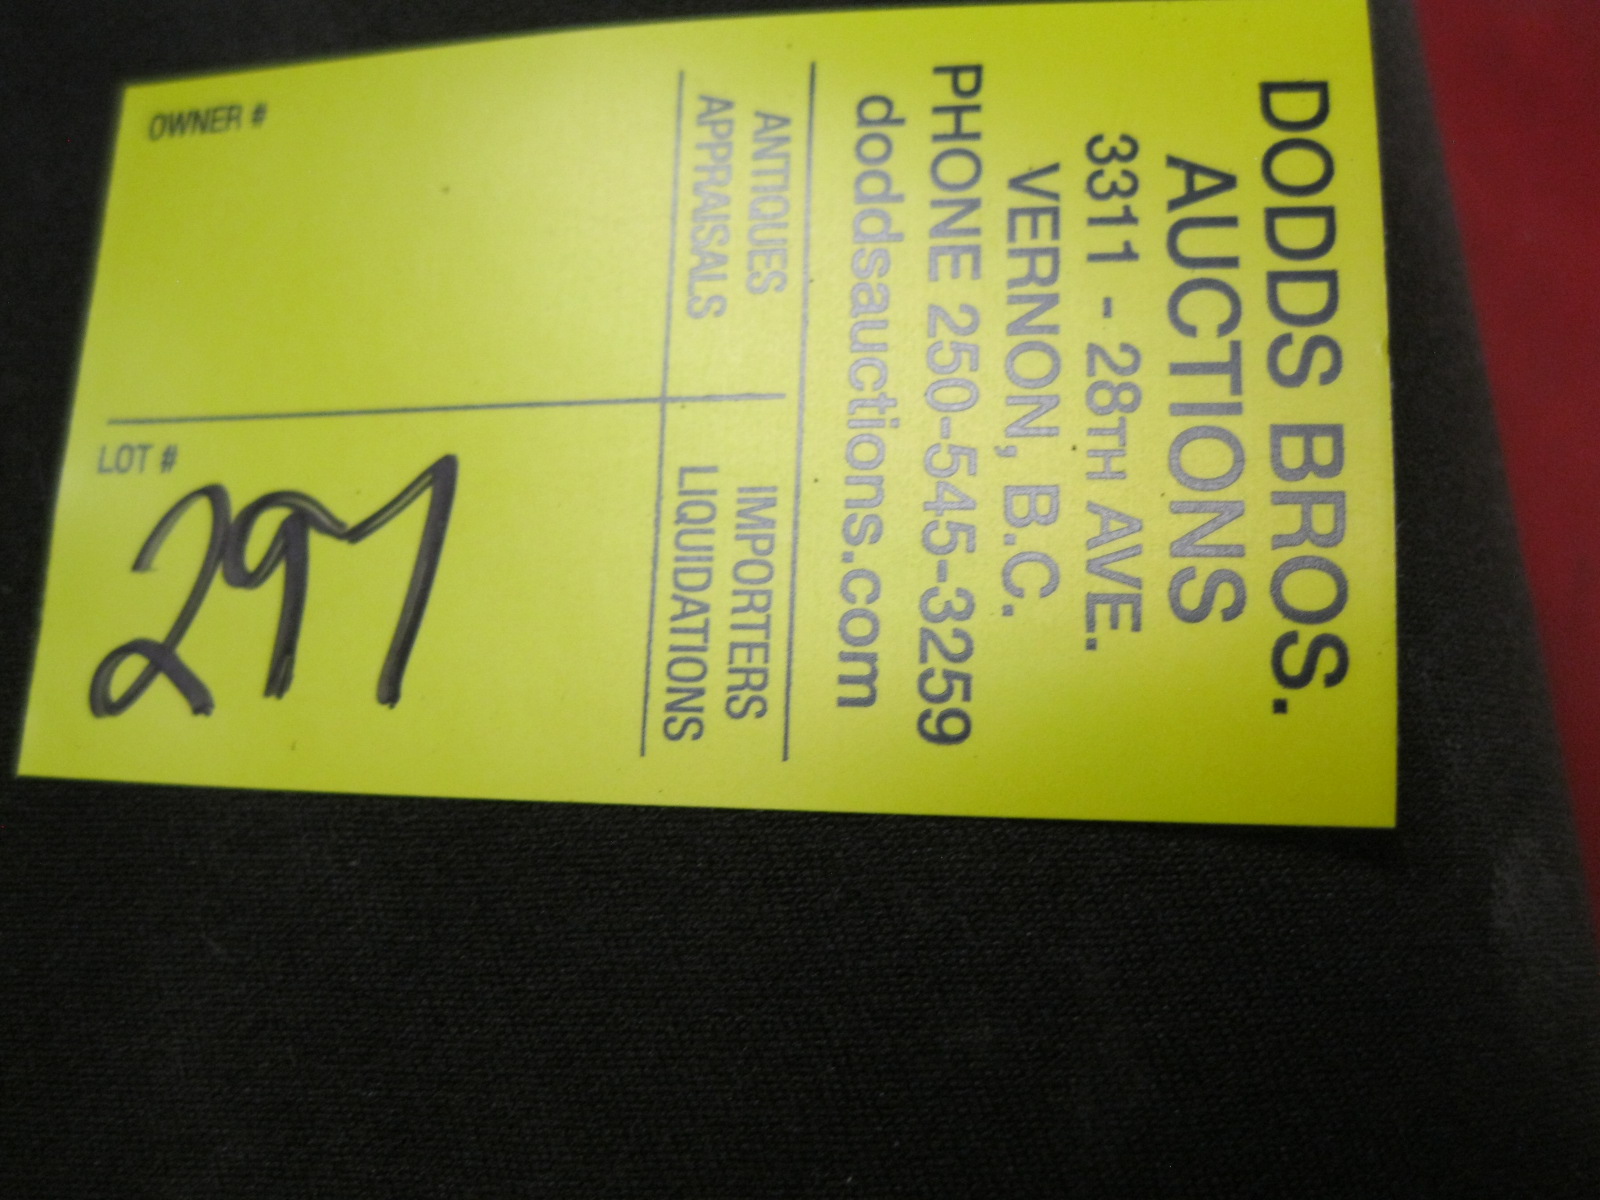 DODDS BROS.
AUCTIONS
3311 - 28TH AVE.
VERNON, B.C.
PHONE 250-545-3259
doddsauctions.com
ANTIQUES
APPRAISALS
IMPORTERS
LIQUIDATIONS
OWNER #
LOT #
297